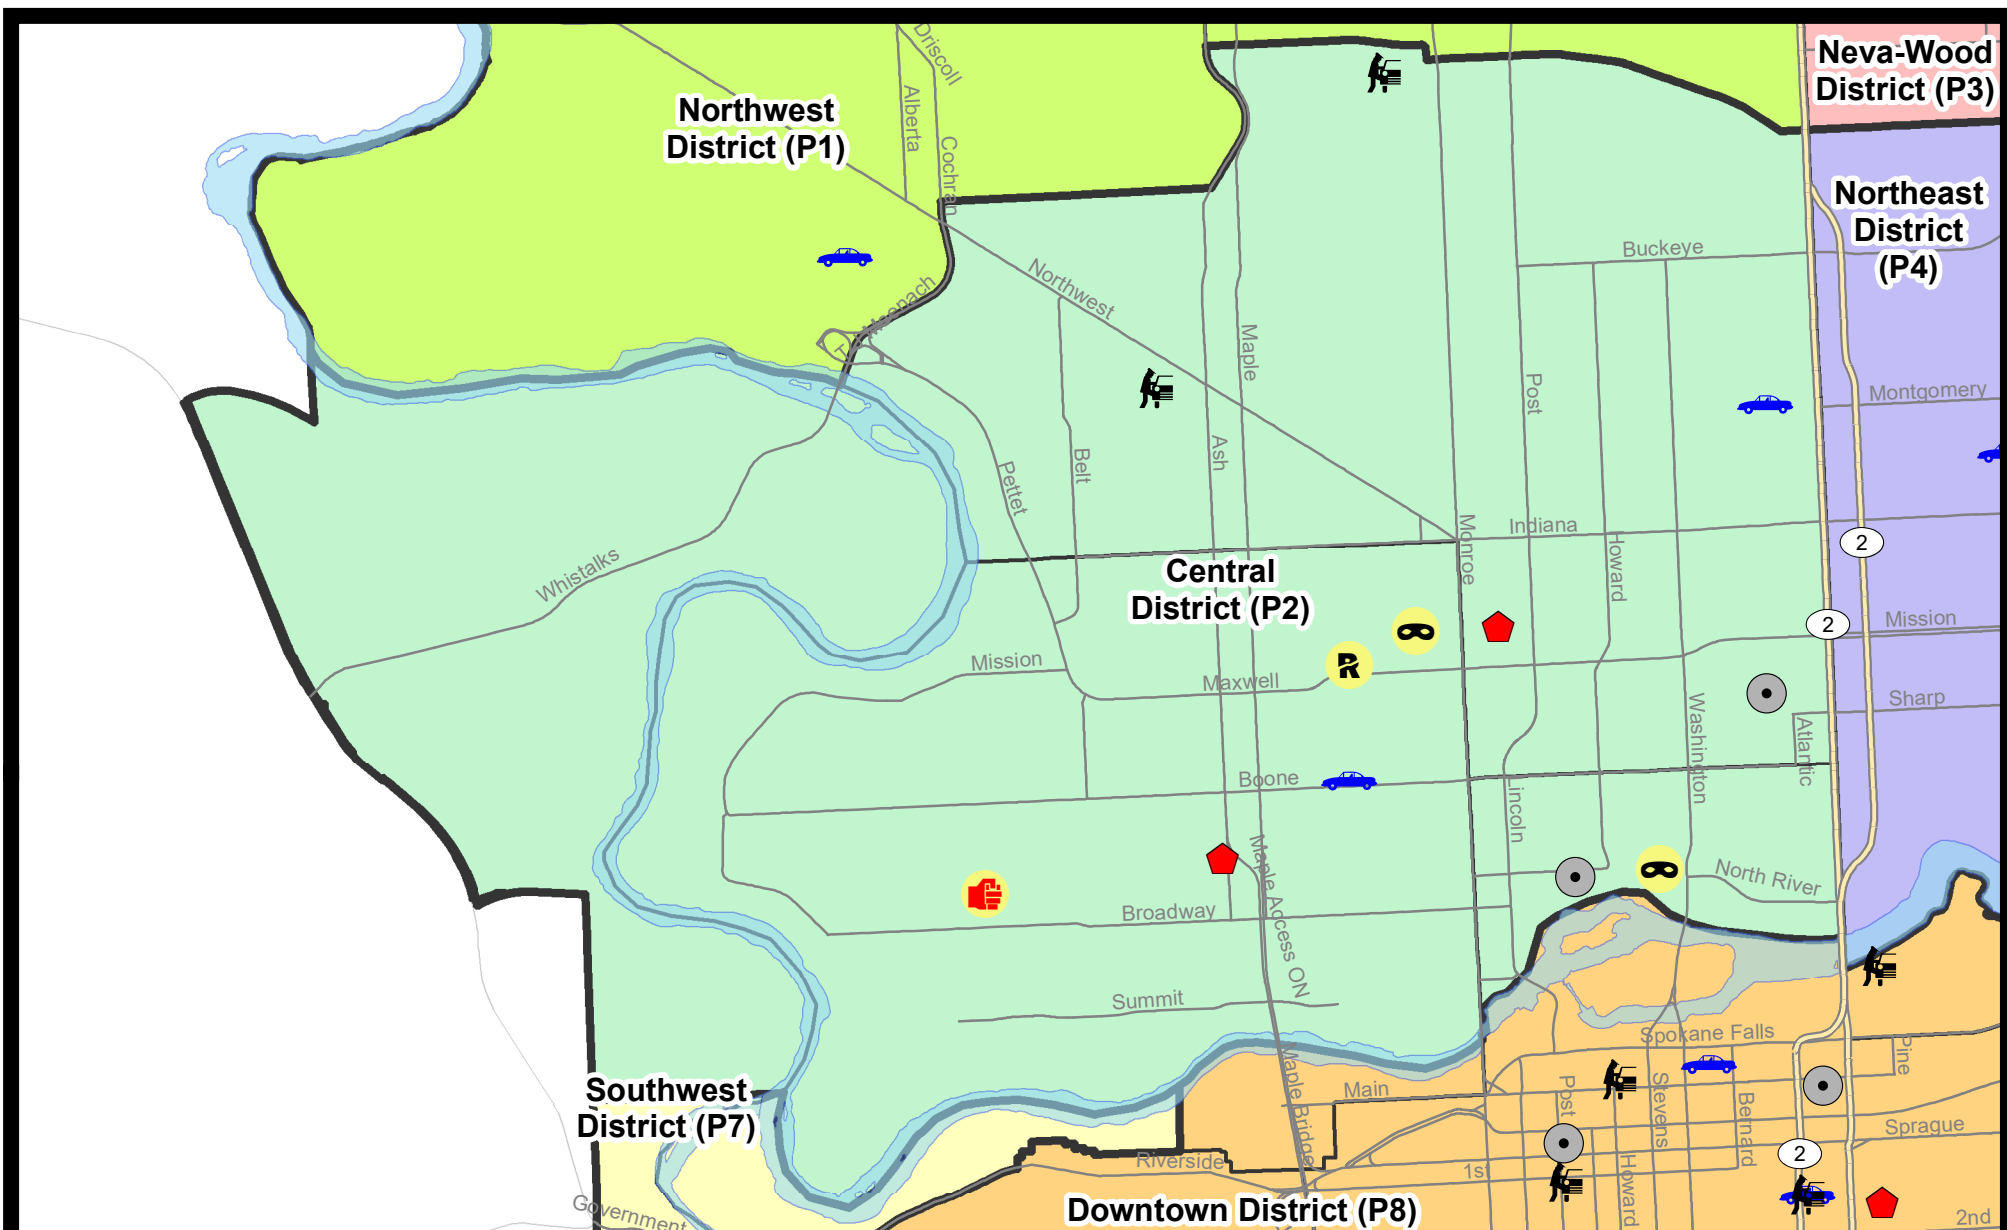 Driscoll
Neva-Wood
District (P3)
Northwest
District (P1)
Alberta
Cochran
Northeast
District
(P4)
Buckeye
Northwest
Maple
Post
Montgomery
Ash
Belt
Pettet
Indiana
Monroe
Howard
2
Whistalks
Central
District (P2)
2
Mission
Mission
Maxwell
R
Sharp
Washington
Atlantic
Boone
Lincoln
Maple Access ON
North River
Broadway
Summit
Spokane Falls
Pine
Southwest
District (P7)
Maple Bridge
Main
Post
Stevens
Bernard
Sprague
2
Riverside
1st
Howard
Government
Downtown District (P8)
2nd